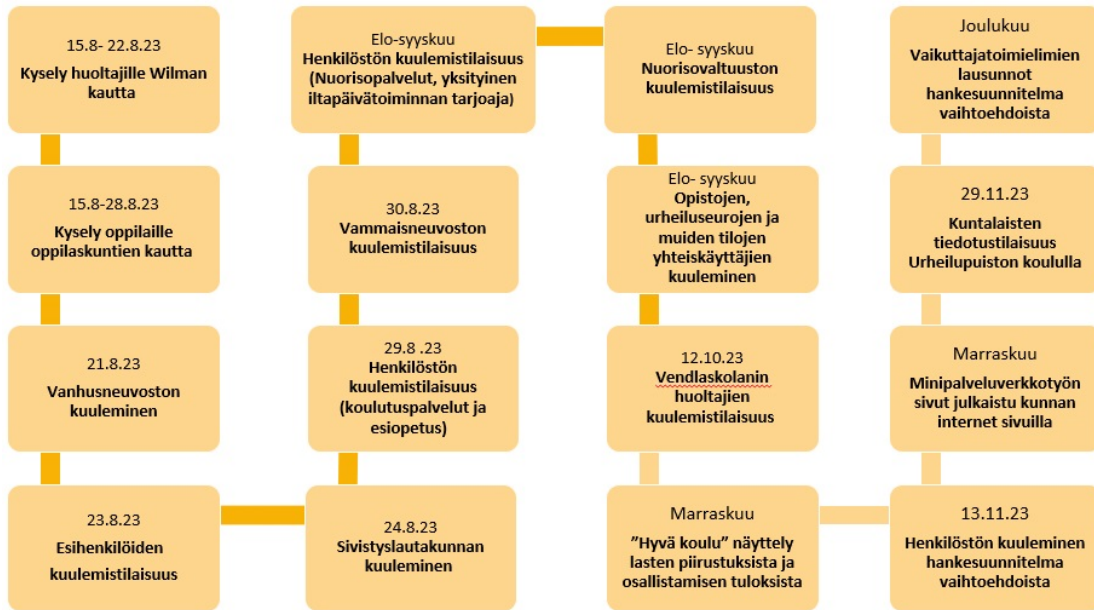 15.8- 22.8.23
Kysely huoltajille Wilman
kautta
15.8-28.8.23
Kysely oppilaille
oppilaskuntien kautta
21.8.23
Vanhusneuvoston
kuuleminen
23.8.23
Esihenkilöiden
kuulemistilaisuus
24.8.23
Sivistyslautakunnan
kuuleminen
29.8 .23
Henkilöstön
kuulemistilaisuus
(koulutuspalvelut ja
esiopetus)
30.8.23
Vammaisneuvoston
kuulemistilaisuus
Elo-syyskuu
Henkilöstön kuulemistilaisuus
(Nuorisopalvelut, yksityinen
iltapäivätoiminnan tarjoaja)
Elo- syyskuu
Nuorisovaltuuston
kuulemistilaisuus
Elo- syyskuu
Opistojen,
urheiluseurojen ja
muiden tilojen
yhteiskäyttäjien
kuuleminen
12.10.23
Vendlaskolanin
huoltajien
kuulemistilaisuus
Marraskuu
”Hyvä koulu” näyttely
lasten piirustuksista ja
osallistamisen tuloksista
13.11.23
Henkilöstön kuuleminen
hankesuunnitelma
vaihtoehdoista
Marraskuu
Minipalveluverkkotyön
sivut julkaistu kunnan
internet sivuilla
29.11.23
Kuntalaisten
tiedotustilaisuus
Urheilupuiston koululla
Joulukuu
Vaikuttajatoimielimien
lausunnot
hankesuunnitelma
vaihtoehdoista